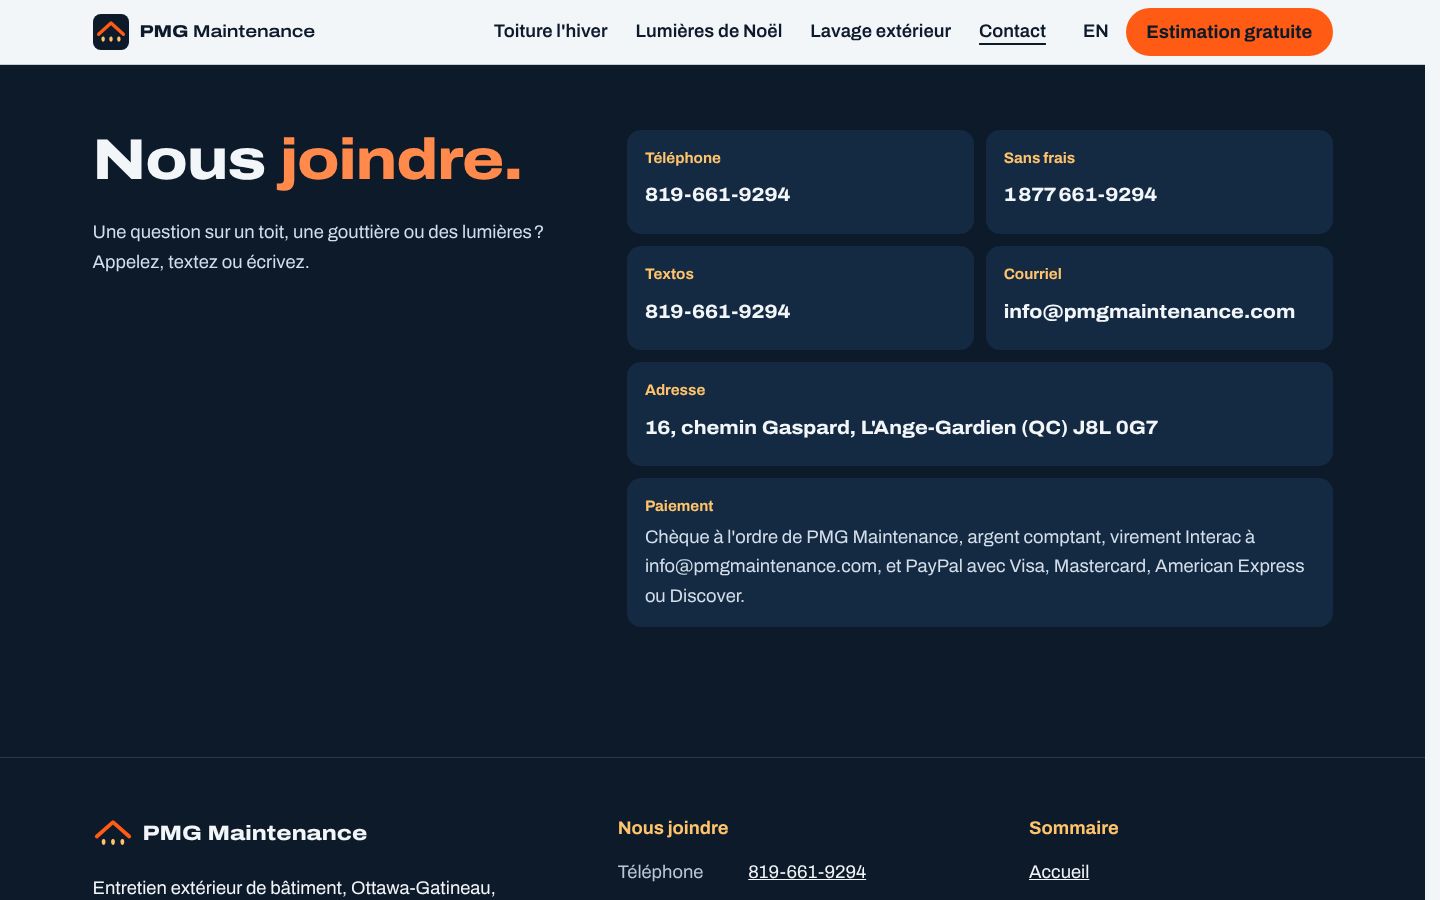 PMG Maintenance
Toiture l'hiver
Lumières de Noël
Lavage extérieur
Contact
EN
Estimation gratuite
Nous joindre.
Une question sur un toit, une gouttière ou des lumières ?
Appelez, textez ou écrivez.
Téléphone
819-661-9294
Sans frais
1 877 661-9294
Textos
819-661-9294
Courriel
info@pmgmaintenance.com
Adresse
16, chemin Gaspard, L'Ange-Gardien (QC) J8L 0G7
Paiement
Chèque à l'ordre de PMG Maintenance, argent comptant, virement Interac à
info@pmgmaintenance.com, et PayPal avec Visa, Mastercard, American Express
ou Discover.
PMG Maintenance
Entretien extérieur de bâtiment, Ottawa-Gatineau,
Nous joindre
Téléphone 819-661-9294
Sommaire
Accueil